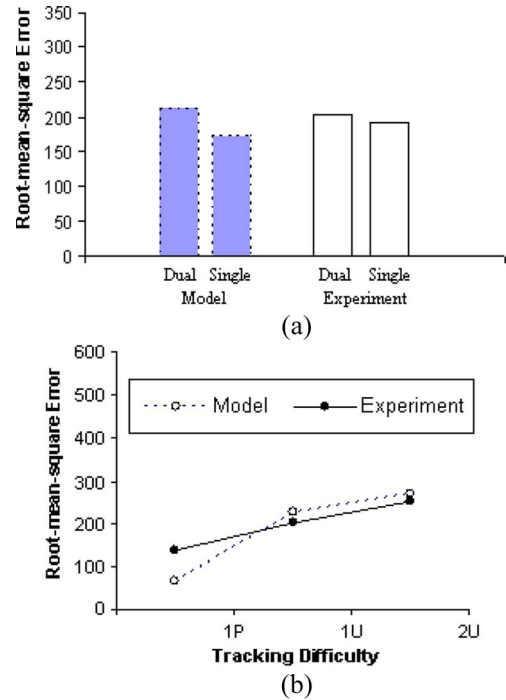 350
300
250
200
150
100
50
0
Root-mean-square Error
Dual Single Dual Single
Model Experiment
(a)
600
500
400
300
200
100
0
Root-mean-square Error
Model Experiment
1P 1U 2U
Tracking Difficulty
(b)